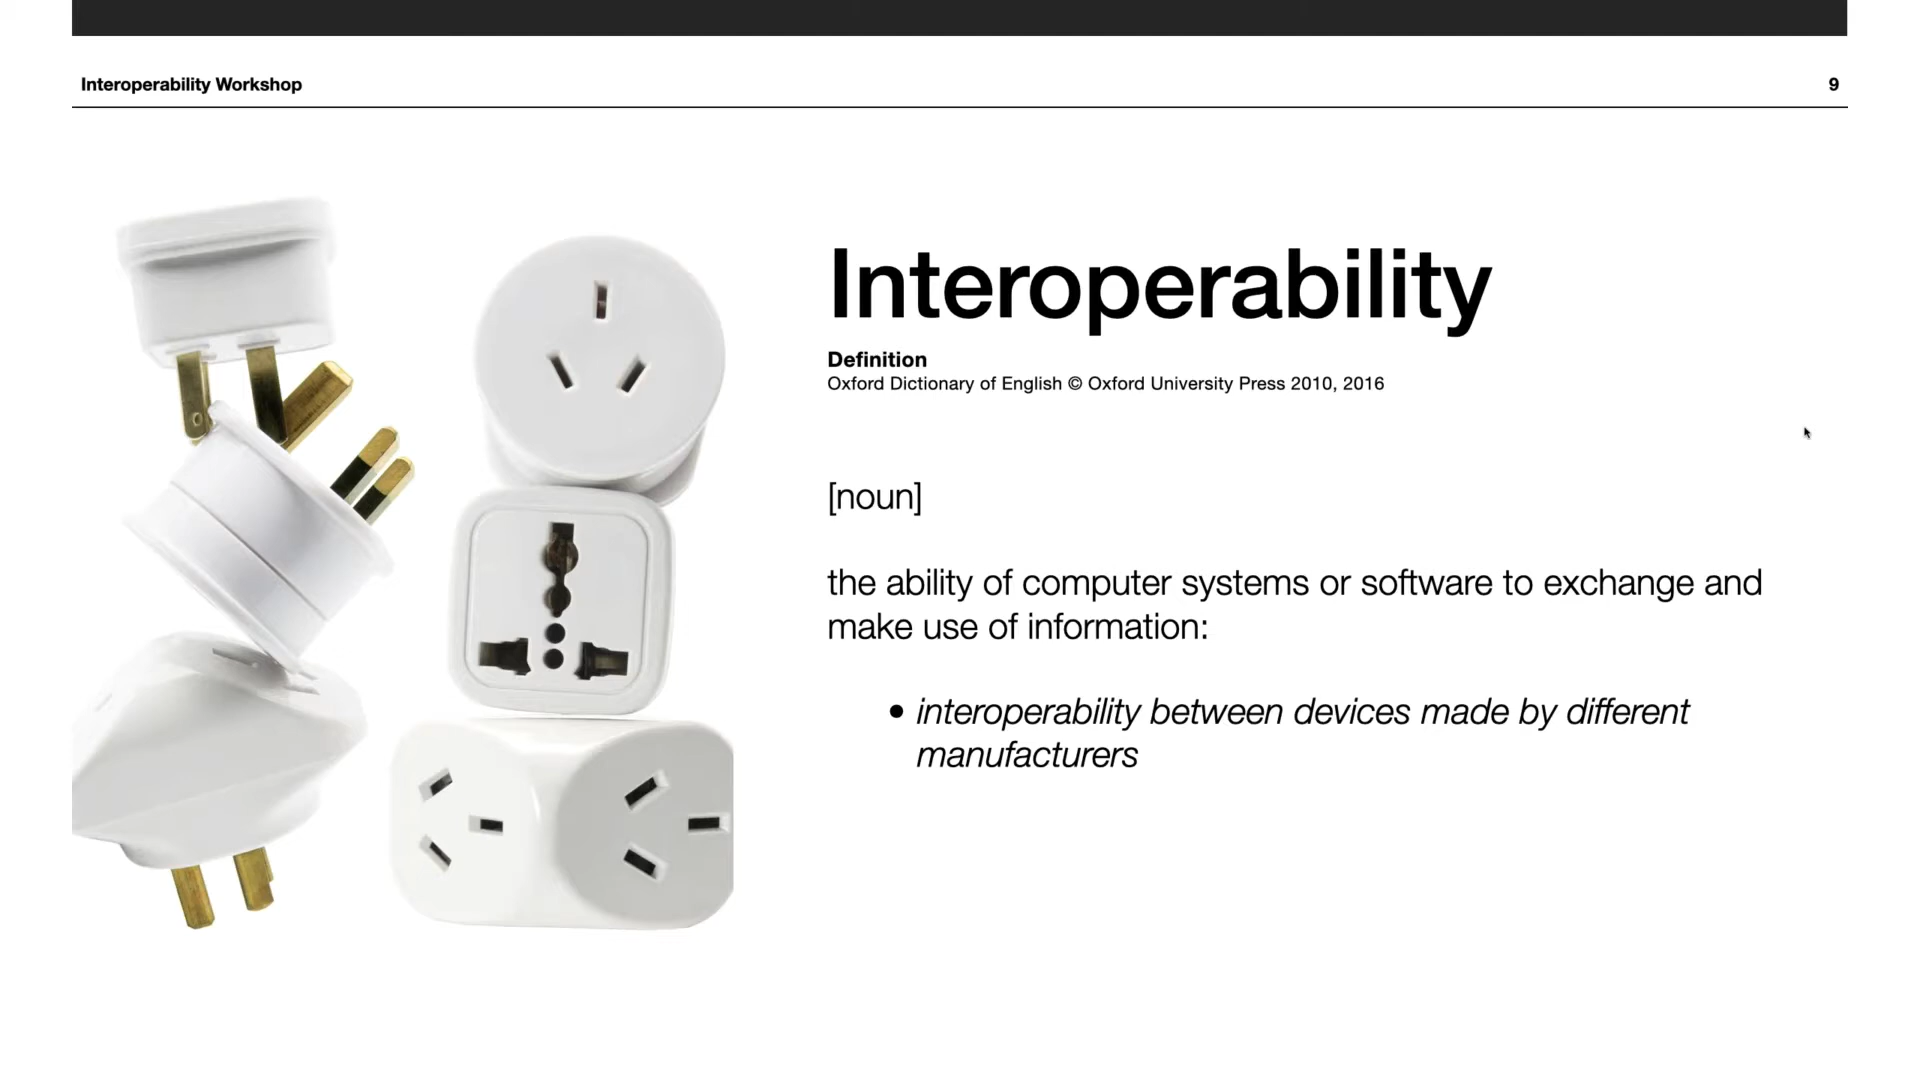 Interoperability Workshop
9
Interoperability
Definition
Oxford Dictionary of English © Oxford University Press 2010, 2016
[noun]
the ability of computer systems or software to exchange and
make use of information:
• interoperability between devices made by different
manufacturers